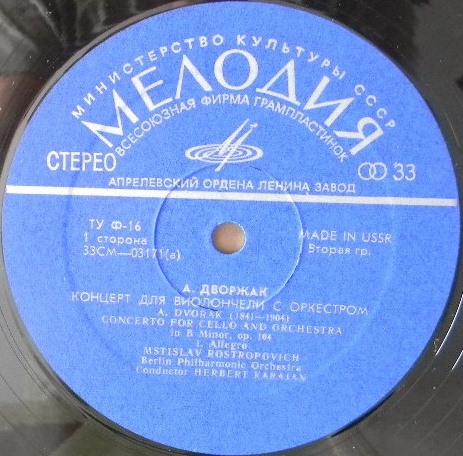 МИНИСТЕРСТВО КУЛЬТУРЫ СССР
МЕЛОДИЯ
ВСЕСОЮЗНАЯ ФИРМА ГРАМПЛАСТИНОК
СТЕРЕО
33
АПРЕЛЕВСКИЙ ОРДЕНА ЛЕНИНА ЗАВОД
ТУ Ф-16
1 сторона
33СМ—03171(а)
MADE IN USSR
Вторая гр.
А. ДВОРЖАК
КОНЦЕРТ ДЛЯ ВИОЛОНЧЕЛИ С ОРКЕСТРОМ
A. DVORAK (1841—1904)
CONCERTO FOR CELLO AND ORCHESTRA
in B Minor, op. 104
1. Allegro
MSTISLAV ROSTROPOVICH
Berlin Philharmonic Orchestra
Conductor HERBERT KARAJAN